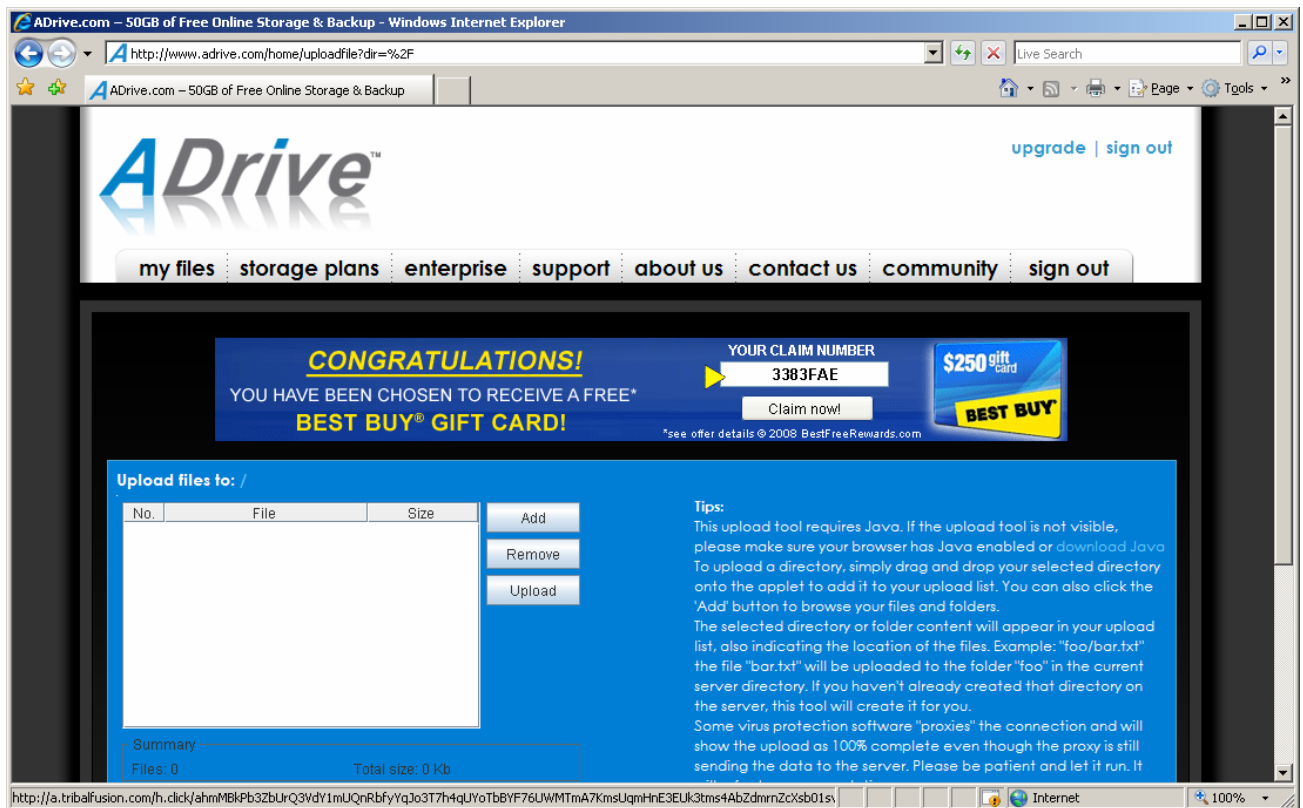 ADrive.com – 50GB of Free Online Storage & Backup - Windows Internet Explorer
http://www.adrive.com/home/uploadfile?dir=%2F
Live Search
ADrive.com – 50GB of Free Online Storage & Backup
Page Tools
ADrive™
upgrade | sign out
my files storage plans enterprise support about us contact us community sign out
CONGRATULATIONS!
YOU HAVE BEEN CHOSEN TO RECEIVE A FREE*
BEST BUY® GIFT CARD!
YOUR CLAIM NUMBER
3383FAE
Claim now!
*see offer details © 2008 BestFreeRewards.com
$250 gift card
BEST BUY
Upload files to: /
No. File Size
Add
Remove
Upload
Summary
Files: 0 Total size: 0 Kb
Tips:
This upload tool requires Java. If the upload tool is not visible,
please make sure your browser has Java enabled or download Java
To upload a directory, simply drag and drop your selected directory
onto the applet to add it to your upload list. You can also click the
'Add' button to browse your files and folders.
The selected directory or folder content will appear in your upload
list, also indicating the location of the files. Example: "foo/bar.txt"
the file "bar.txt" will be uploaded to the folder "foo" in the current
server directory. If you haven't already created that directory on
the server, this tool will create it for you.
Some virus protection software "proxies" the connection and will
show the upload as 100% complete even though the proxy is still
sending the data to the server. Please be patient and let it run. It
Internet
100%